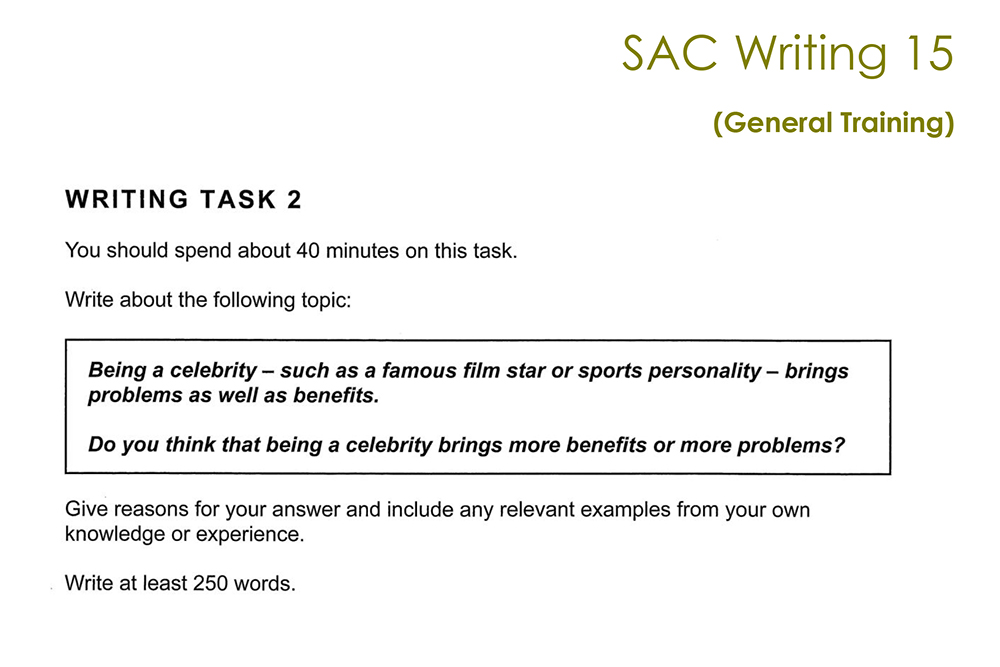 SAC Writing 15
(General Training)
WRITING TASK 2
You should spend about 40 minutes on this task.
Write about the following topic:
Being a celebrity – such as a famous film star or sports personality – brings
problems as well as benefits.
Do you think that being a celebrity brings more benefits or more problems?
Give reasons for your answer and include any relevant examples from your own
knowledge or experience.
Write at least 250 words.